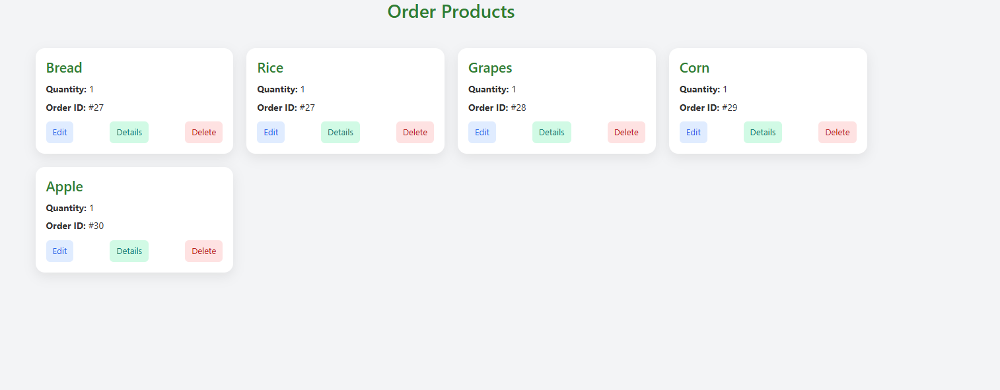 Order Products
Bread
Quantity: 1
Order ID: #27
Edit Details Delete
Rice
Quantity: 1
Order ID: #27
Edit Details Delete
Grapes
Quantity: 1
Order ID: #28
Edit Details Delete
Corn
Quantity: 1
Order ID: #29
Edit Details Delete
Apple
Quantity: 1
Order ID: #30
Edit Details Delete